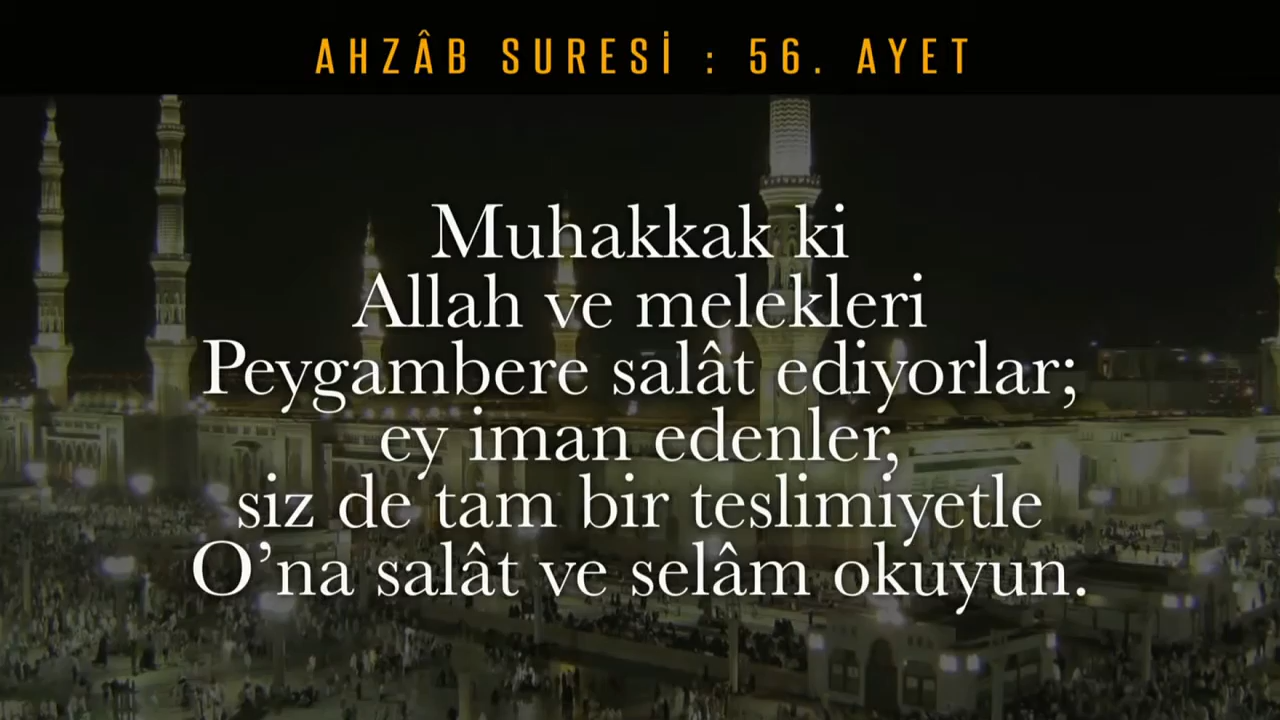 AHZÂB SURESİ : 56. AYET
Muhakkak ki
Allah ve melekleri
Peygambere salât ediyorlar;
ey iman edenler,
siz de tam bir teslimiyetle
O’na salât ve selâm okuyun.